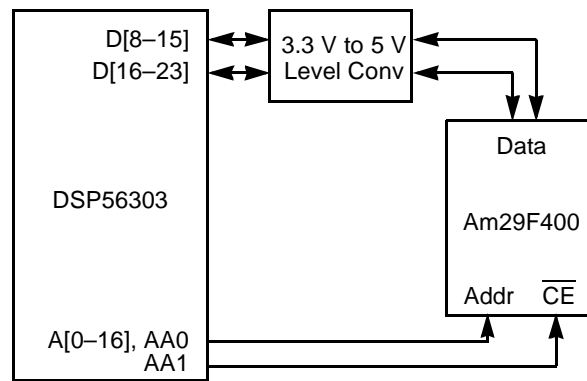 D[8–15]
D[16–23]
3.3 V to 5 V
Level Conv
Data
DSP56303
Am29F400
Addr
CE
A[0–16], AA0
AA1